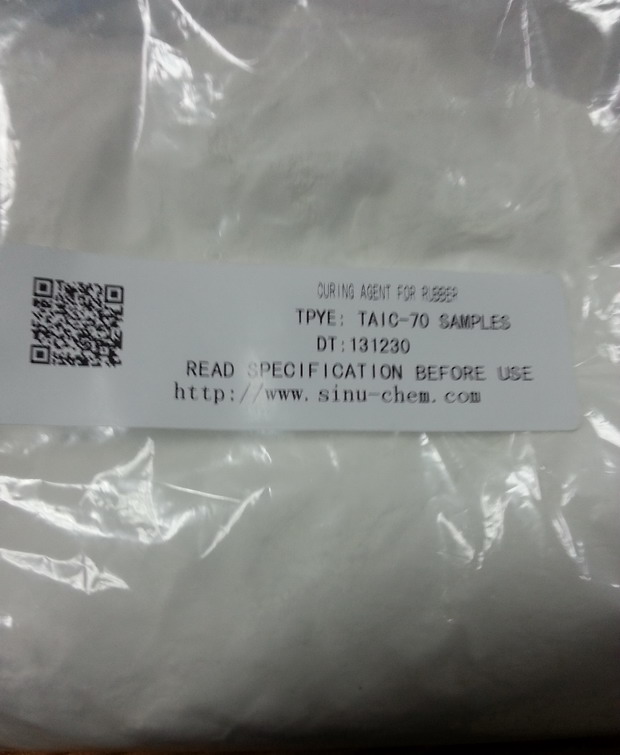 CURING AGENT FOR RUBBER
TPYE: TAIC-70 SAMPLES
DT:131230
READ SPECIFICATION BEFORE USE
http://www.sinu-chem.com